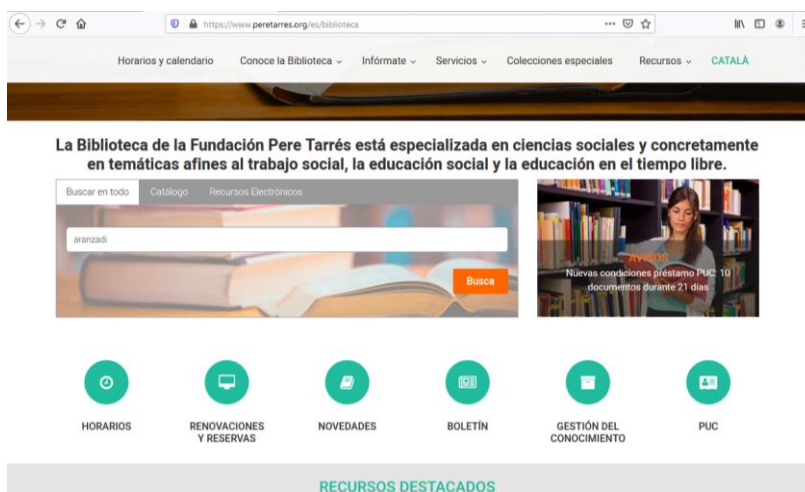 https://www.peretarres.org/es/biblioteca
Horarios y calendario Conoce la Biblioteca Infórmate Servicios Colecciones especiales Recursos CATALÀ
La Biblioteca de la Fundación Pere Tarrés está especializada en ciencias sociales y concretamente
en temáticas afines al trabajo social, la educación social y la educación en el tiempo libre.
Buscar en todo Catálogo Recursos Electrónicos
aranzadi
Busca
AVISOS
Nuevas condiciones préstamo PUC: 10
documentos durante 21 días
HORARIOS
RENOVACIONES
Y RESERVAS
NOVEDADES
BOLETÍN
GESTIÓN DEL
CONOCIMIENTO
PUC
RECURSOS DESTACADOS